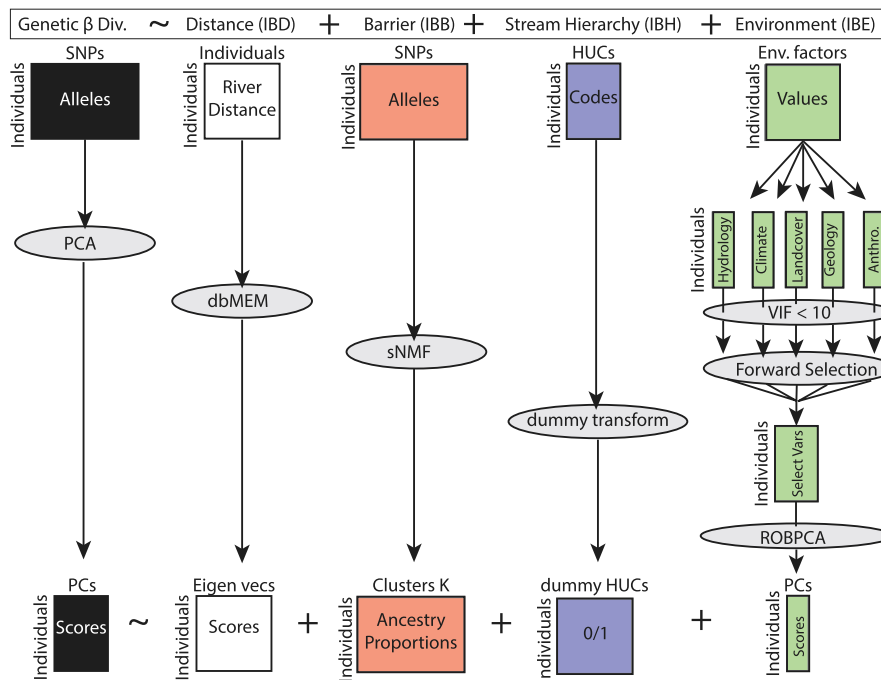 Genetic β Div. ~ Distance (IBD) + Barrier (IBB) + Stream Hierarchy (IBH) + Environment (IBE)
SNPs
Individuals
SNPs
HUCs
Env. factors
Individuals
Alleles
Individuals
River
Distance
Individuals
Alleles
Individuals
Codes
Individuals
Values
Individuals
Hydrology
Climate
Landcover
Geology
Anthro.
PCA
dbMEM
sNMF
dummy transform
VIF < 10
Forward Selection
Individuals
Select Vars
ROBPCA
PCs
Eigen vecs
Clusters K
dummy HUCs
PCs
Individuals
Scores
~
Individuals
Scores
+
Individuals
Ancestry
Proportions
+
ndividuals
0/1
+
Individuals
Scores